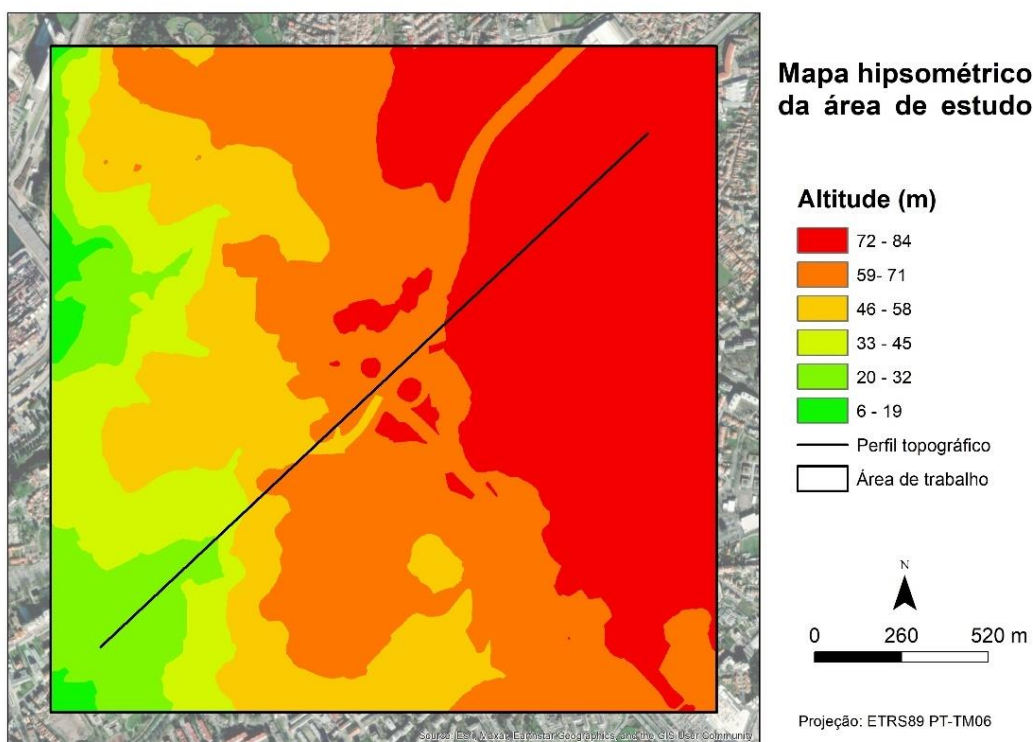 Mapa hipsométrico
da área de estudo
Altitude (m)
72 - 84
59- 71
46 - 58
33 - 45
20 - 32
6 - 19
Perfil topográfico
Área de trabalho
N
0 260 520 m
Projeção: ETRS89 PT-TM06
Source: Esri, Maxar, Earthstar Geographics, and the GIS User Community